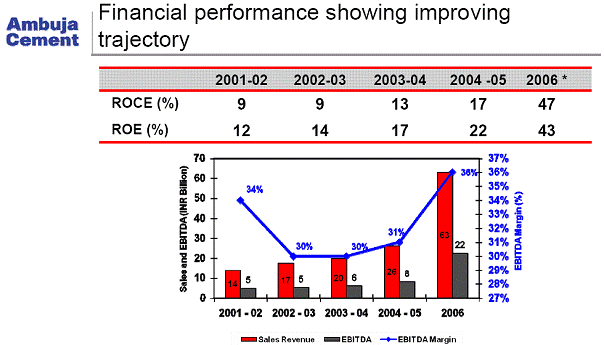 Ambuja
Cement
Financial performance showing improving
trajectory
2001-02 2002-03 2003-04 2004 -05 2006 *
ROCE (%) 9 9 13 17 47
ROE (%) 12 14 17 22 43
Sales and EBITDA (INR Billion)
70
60
50
40
30
20
10
0
34% 30% 30% 31% 36%
14 5 17 5 20 6 26 8 63 22
37%
36%
35%
34%
33%
32%
31%
30%
29%
28%
27%
EBITDA Margin (%)
2001 - 02 2002 - 03 2003 - 04 2004 - 05 2006
Sales Revenue EBITDA EBITDA Margin